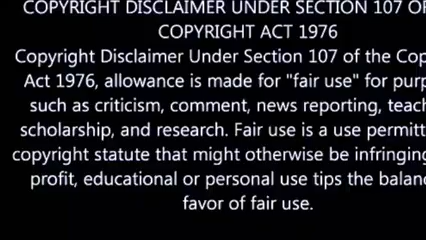 COPYRIGHT DISCLAIMER UNDER SECTION 107 OF
COPYRIGHT ACT 1976
Copyright Disclaimer Under Section 107 of the Cop
Act 1976, allowance is made for "fair use" for purp
such as criticism, comment, news reporting, teach
scholarship, and research. Fair use is a use permitt
copyright statute that might otherwise be infringing
profit, educational or personal use tips the balanc
favor of fair use.